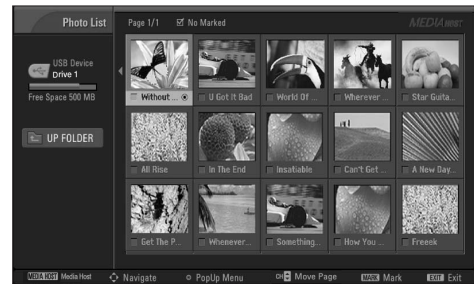 Photo List
Page 1/1
No Marked
MEDIA HOST
USB Device
Drive 1
Free Space 500 MB
UP FOLDER
Without ...
U Got It Bad
World Of ...
Wherever ...
Star Guita...
All Rise
In The End
Insatiable
Can't Get ...
A New Day...
Get The P...
Whenever...
Something...
How You ...
Freeek
MEDIA HOST Media Host
Navigate
PopUp Menu
CH Move Page
MARK Mark
EXIT Exit